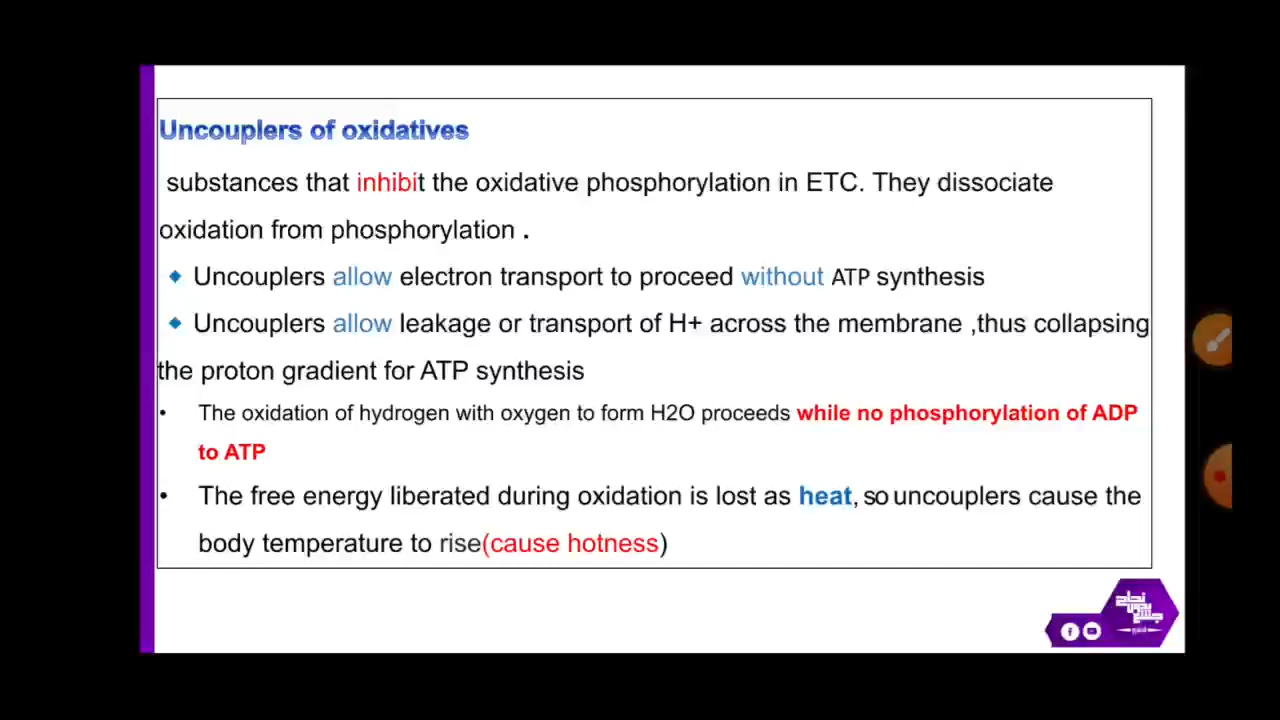 Uncouplers of oxidatives
substances that inhibit the oxidative phosphorylation in ETC. They dissociate
oxidation from phosphorylation .
Uncouplers allow electron transport to proceed without ATP synthesis
Uncouplers allow leakage or transport of H+ across the membrane ,thus collapsing
the proton gradient for ATP synthesis
• The oxidation of hydrogen with oxygen to form H2O proceeds while no phosphorylation of ADP
to ATP
• The free energy liberated during oxidation is lost as heat, so uncouplers cause the
body temperature to rise(cause hotness)